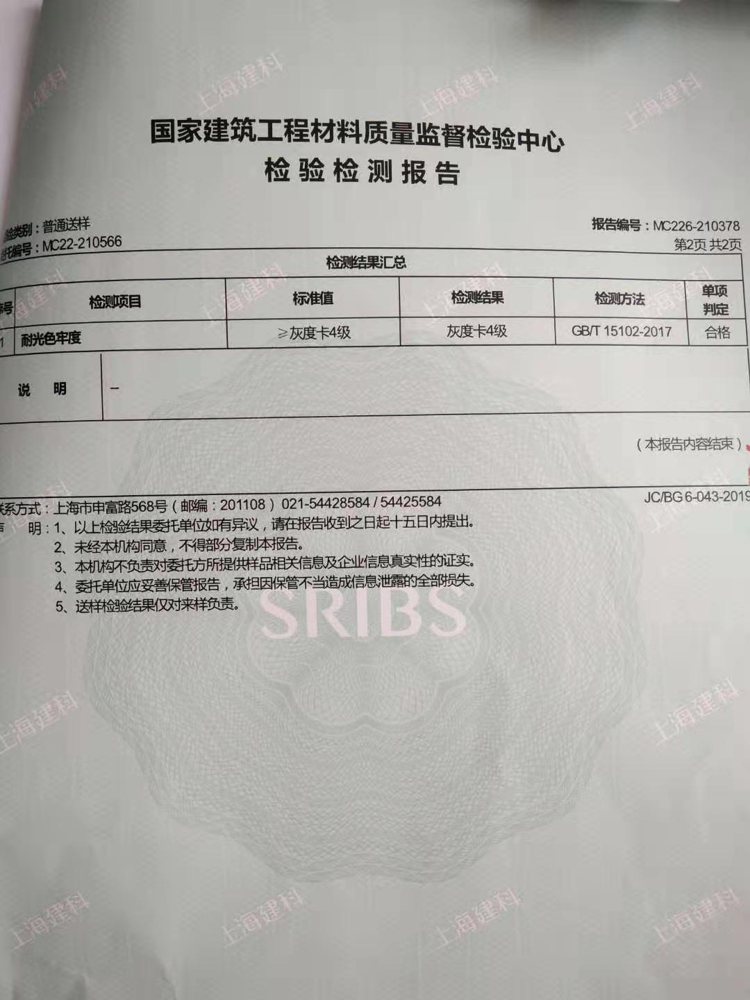 国家建筑工程材料质量监督检验中心
检验检测报告
检类别：普通送样
报告编号：MC226-210378
委托编号：MC22-210566
第2页 共2页
检测结果汇总
序号 检测项目 标准值 检测结果 检测方法 单项判定
1 耐光色牢度 ≥灰度卡4级 灰度卡4级 GB/T 15102-2017 合格
说 明 –
（本报告内容结束）
联系方式：上海市申富路568号（邮编：201108 ） 021-54428584 / 54425584
JC/BG 6-043-2019
声 明：1、以上检验结果委托单位如有异议，请在报告收到之日起十五日内提出。
2、未经本机构同意，不得部分复制本报告。
3、本机构不负责对委托方所提供样品相关信息及企业信息真实性的证实。
4、委托单位应妥善保管报告，承担因保管不当造成信息泄露的全部损失。
5、送样检验结果仅对来样负责。
SRIBS
上海建科